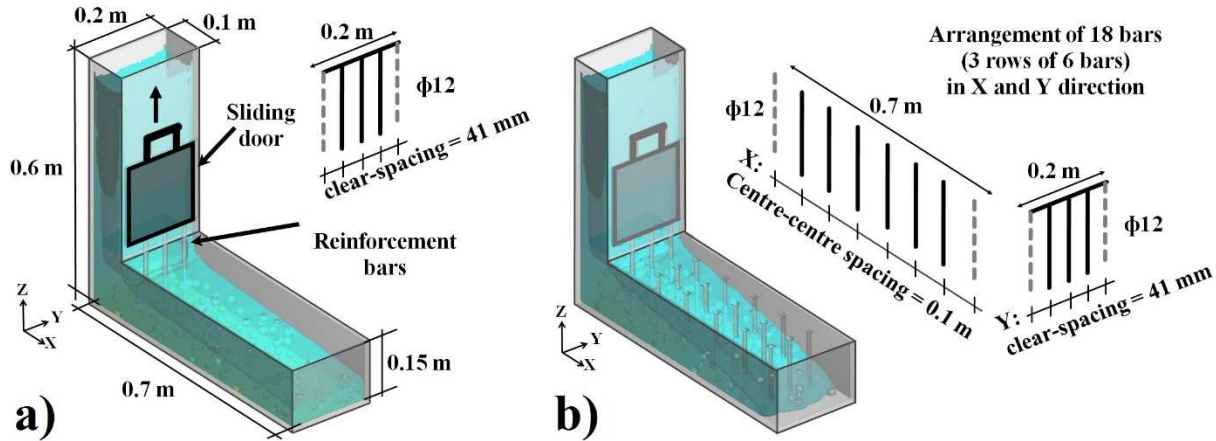 0.2 m
0.1 m
0.2 m
ϕ12
Sliding
door
clear-spacing = 41 mm
0.6 m
Reinforcement
bars
Z
Y
X
0.15 m
0.7 m
a)
Arrangement of 18 bars
(3 rows of 6 bars)
in X and Y direction
0.7 m
ϕ12
X:
Centre-centre spacing = 0.1 m
0.2 m
ϕ12
Y:
clear-spacing = 41 mm
Z
Y
X
b)